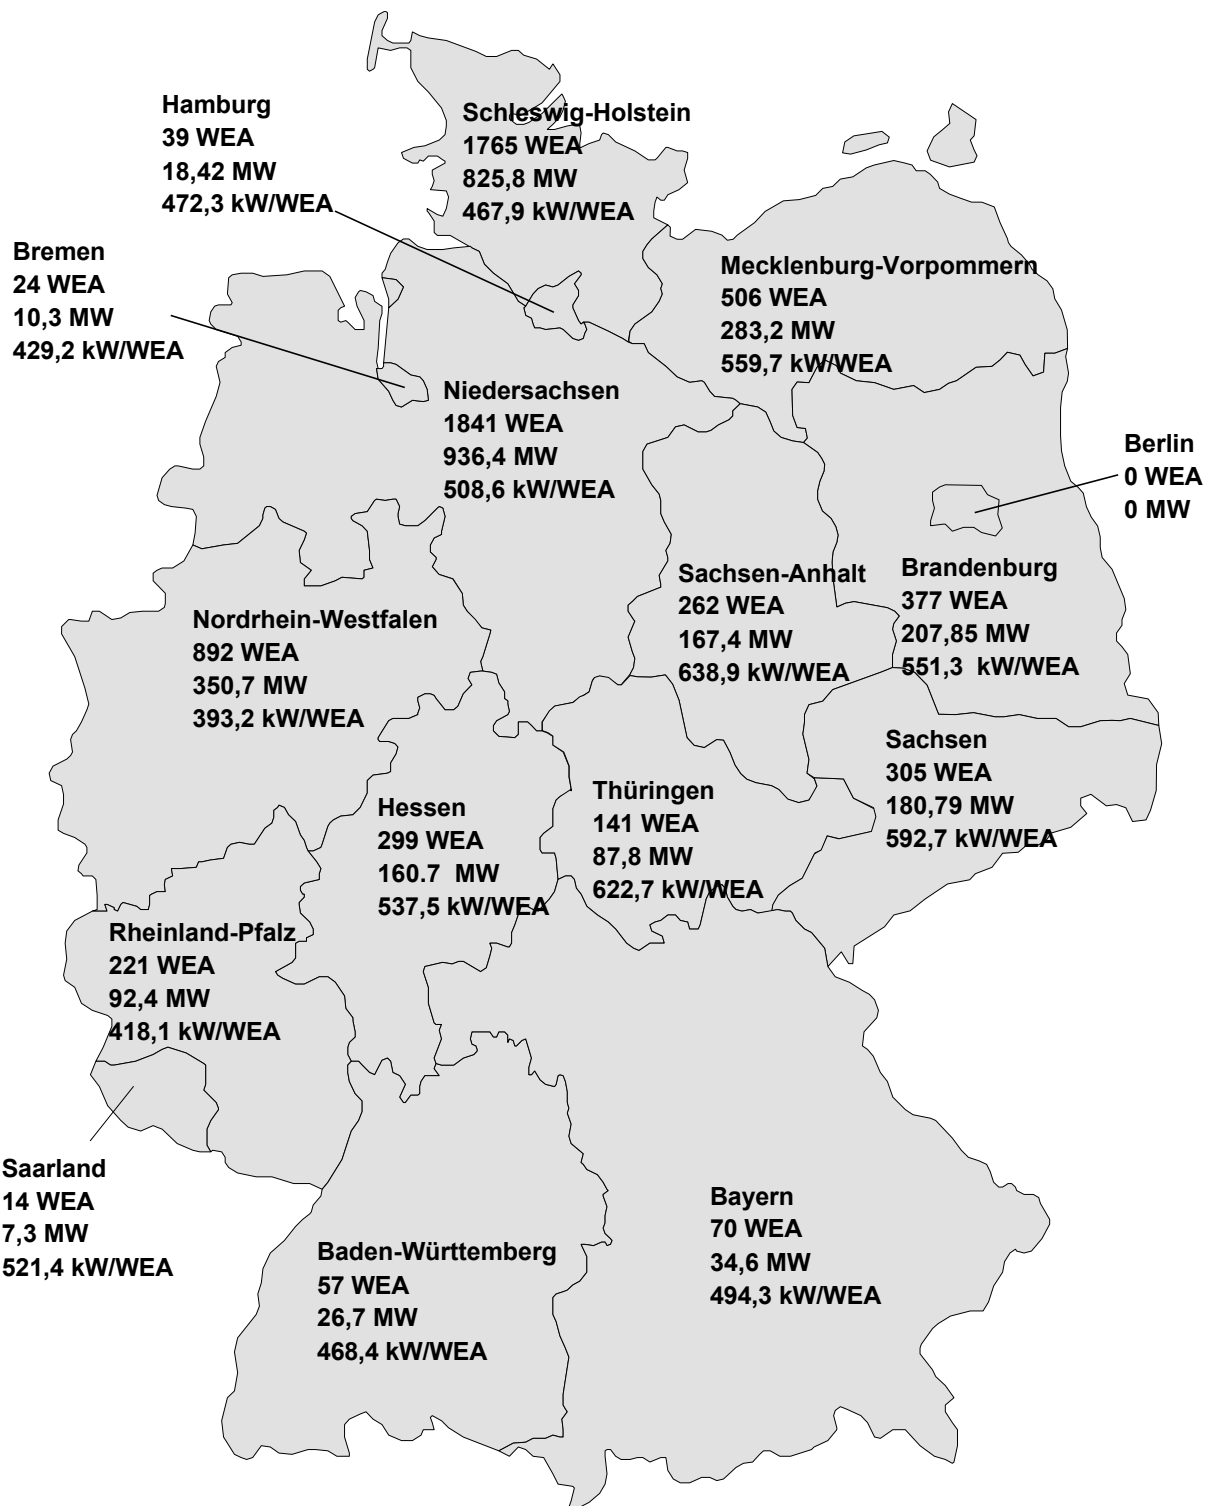 Hamburg
39 WEA
18,42 MW
472,3 kW/WEA
Schleswig-Holstein
1765 WEA
825,8 MW
467,9 kW/WEA
Bremen
24 WEA
10,3 MW
429,2 kW/WEA
Mecklenburg-Vorpommern
506 WEA
283,2 MW
559,7 kW/WEA
Niedersachsen
1841 WEA
936,4 MW
508,6 kW/WEA
Berlin
0 WEA
0 MW
Sachsen-Anhalt
262 WEA
167,4 MW
638,9 kW/WEA
Brandenburg
377 WEA
207,85 MW
551,3  kW/WEA
Nordrhein-Westfalen
892 WEA
350,7 MW
393,2 kW/WEA
Sachsen
305 WEA
180,79 MW
592,7 kW/WEA
Hessen
299 WEA
160.7  MW
537,5 kW/WEA
Thüringen
141 WEA
87,8 MW
622,7 kW/WEA
Rheinland-Pfalz
221 WEA
92,4 MW
418,1 kW/WEA
Saarland
14 WEA
7,3 MW
521,4 kW/WEA
Baden-Württemberg
57 WEA
26,7 MW
468,4 kW/WEA
Bayern
70 WEA
34,6 MW
494,3 kW/WEA